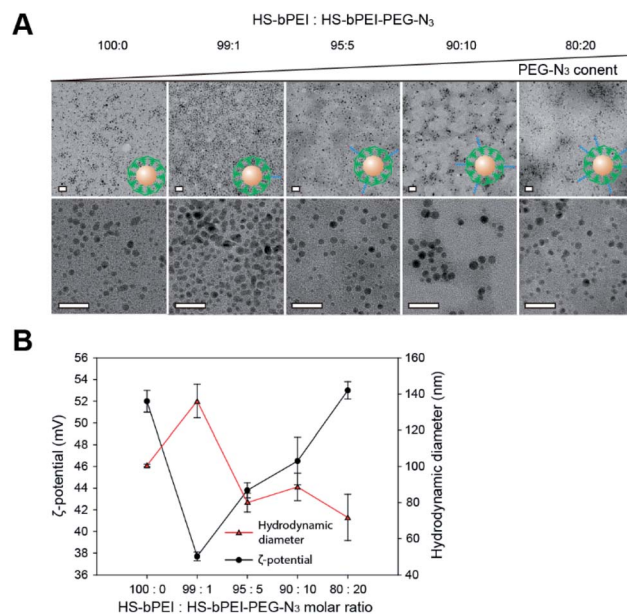 A
HS-bPEI : HS-bPEI-PEG-N₃
100:0 99:1 95:5 90:10 80:20
PEG-N₃ conent
B
56
54
52
50
48
46
44
42
40
38
36
ζ-potential (mV)
160
140
120
100
80
60
40
Hydrodynamic diameter (nm)
Hydrodynamic
diameter
ζ-potential
100 : 0 99 : 1 95 : 5 90 : 10 80 : 20
HS-bPEI : HS-bPEI-PEG-N₃ molar ratio